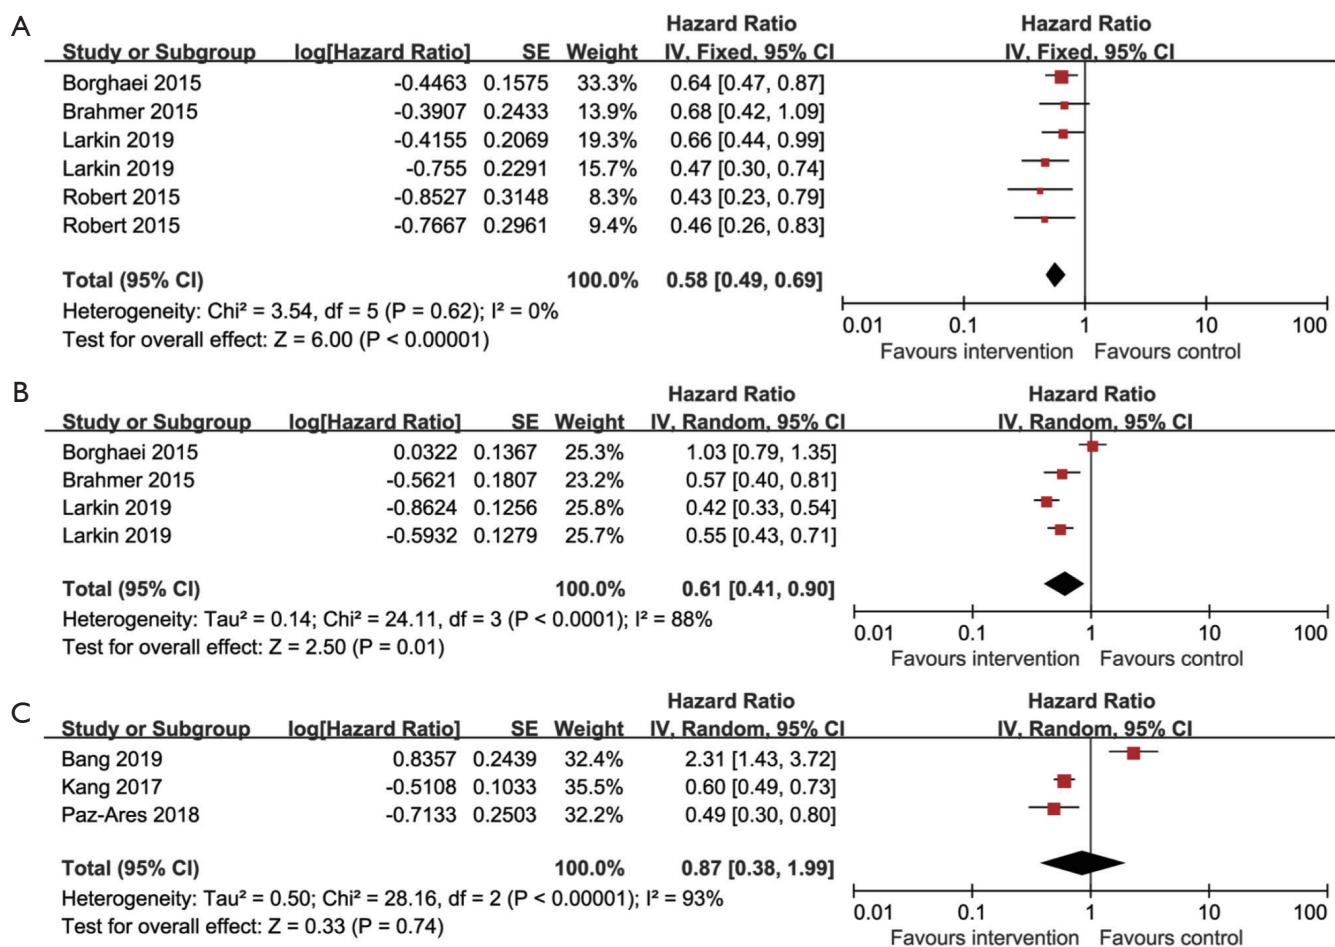 A
Hazard Ratio Hazard Ratio
Study or Subgroup log[Hazard Ratio] SE Weight IV, Fixed, 95% CI IV, Fixed, 95% CI
Borghaei 2015 -0.4463 0.1575 33.3% 0.64 [0.47, 0.87]
Brahmer 2015 -0.3907 0.2433 13.9% 0.68 [0.42, 1.09]
Larkin 2019 -0.4155 0.2069 19.3% 0.66 [0.44, 0.99]
Larkin 2019 -0.755 0.2291 15.7% 0.47 [0.30, 0.74]
Robert 2015 -0.8527 0.3148 8.3% 0.43 [0.23, 0.79]
Robert 2015 -0.7667 0.2961 9.4% 0.46 [0.26, 0.83]
Total (95% CI) 100.0% 0.58 [0.49, 0.69]
Heterogeneity: Chi² = 3.54, df = 5 (P = 0.62); I² = 0%
Test for overall effect: Z = 6.00 (P < 0.00001)
0.01 0.1 1 10 100
Favours intervention Favours control
B
Hazard Ratio Hazard Ratio
Study or Subgroup log[Hazard Ratio] SE Weight IV, Random, 95% CI IV, Random, 95% CI
Borghaei 2015 0.0322 0.1367 25.3% 1.03 [0.79, 1.35]
Brahmer 2015 -0.5621 0.1807 23.2% 0.57 [0.40, 0.81]
Larkin 2019 -0.8624 0.1256 25.8% 0.42 [0.33, 0.54]
Larkin 2019 -0.5932 0.1279 25.7% 0.55 [0.43, 0.71]
Total (95% CI) 100.0% 0.61 [0.41, 0.90]
Heterogeneity: Tau² = 0.14; Chi² = 24.11, df = 3 (P < 0.0001); I² = 88%
Test for overall effect: Z = 2.50 (P = 0.01)
0.01 0.1 1 10 100
Favours intervention Favours control
C
Hazard Ratio Hazard Ratio
Study or Subgroup log[Hazard Ratio] SE Weight IV, Random, 95% CI IV, Random, 95% CI
Bang 2019 0.8357 0.2439 32.4% 2.31 [1.43, 3.72]
Kang 2017 -0.5108 0.1033 35.5% 0.60 [0.49, 0.73]
Paz-Ares 2018 -0.7133 0.2503 32.2% 0.49 [0.30, 0.80]
Total (95% CI) 100.0% 0.87 [0.38, 1.99]
Heterogeneity: Tau² = 0.50; Chi² = 28.16, df = 2 (P < 0.00001); I² = 93%
Test for overall effect: Z = 0.33 (P = 0.74)
0.01 0.1 1 10 100
Favours intervention Favours control